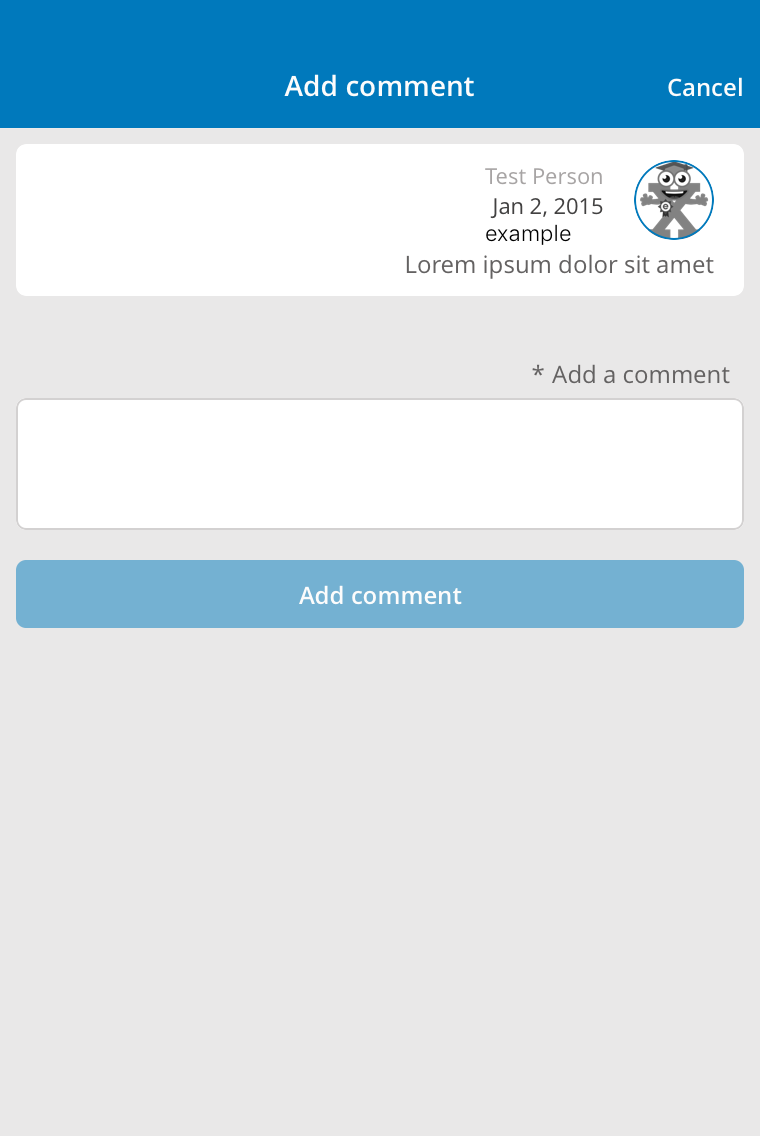 Add comment
Cancel
Test Person
Jan 2, 2015
example
Lorem ipsum dolor sit amet
* Add a comment
Add comment